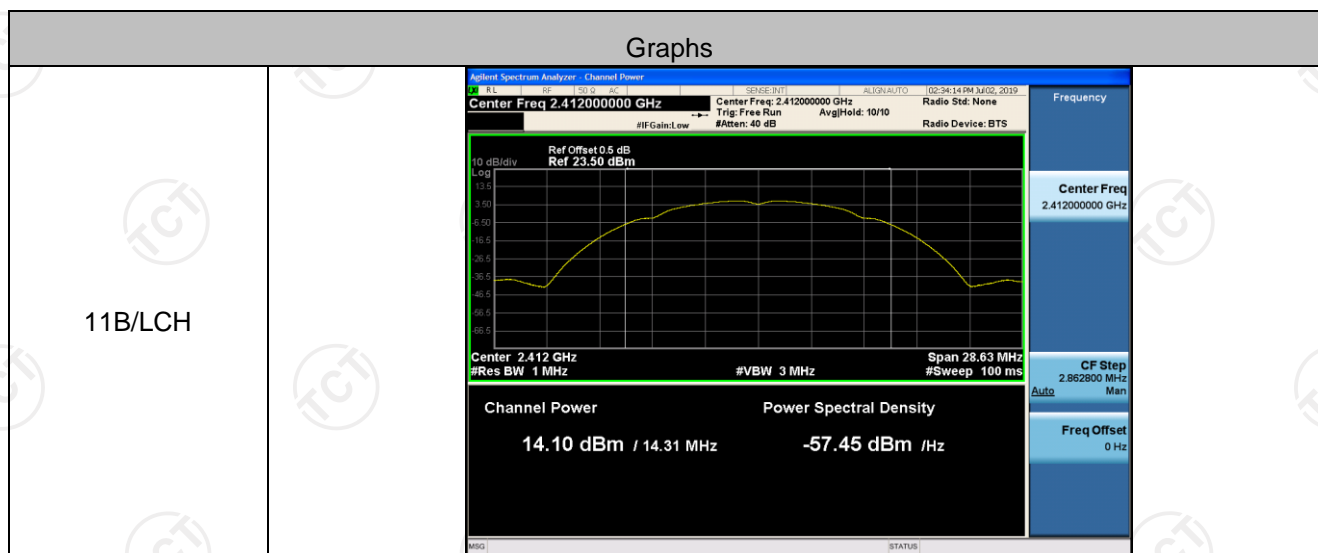 Graphs
11B/LCH
Agilent Spectrum Analyzer - Channel Power
RL RF 50 Ω AC SENSE:INT ALIGN AUTO 02:34:14 PM Jul 02, 2019
Center Freq 2.412000000 GHz
Center Freq: 2.412000000 GHz
Radio Std: None
Trig: Free Run Avg|Hold: 10/10
#IFGain:Low
#Atten: 40 dB
Radio Device: BTS
Ref Offset 0.5 dB
10 dB/div Ref 23.50 dBm
Log
13.5
3.50
-6.50
-16.5
-26.5
-36.5
-46.5
-56.5
-66.5
Center 2.412 GHz
Span 28.63 MHz
#Res BW 1 MHz
#VBW 3 MHz
#Sweep 100 ms
Channel Power
Power Spectral Density
14.10 dBm / 14.31 MHz
-57.45 dBm /Hz
MSG
STATUS
Frequency
Center Freq
2.412000000 GHz
CF Step
2.862800 MHz
Auto Man
Freq Offset
0 Hz
TCT
TCT
TCT
TCT
TCT
TCT